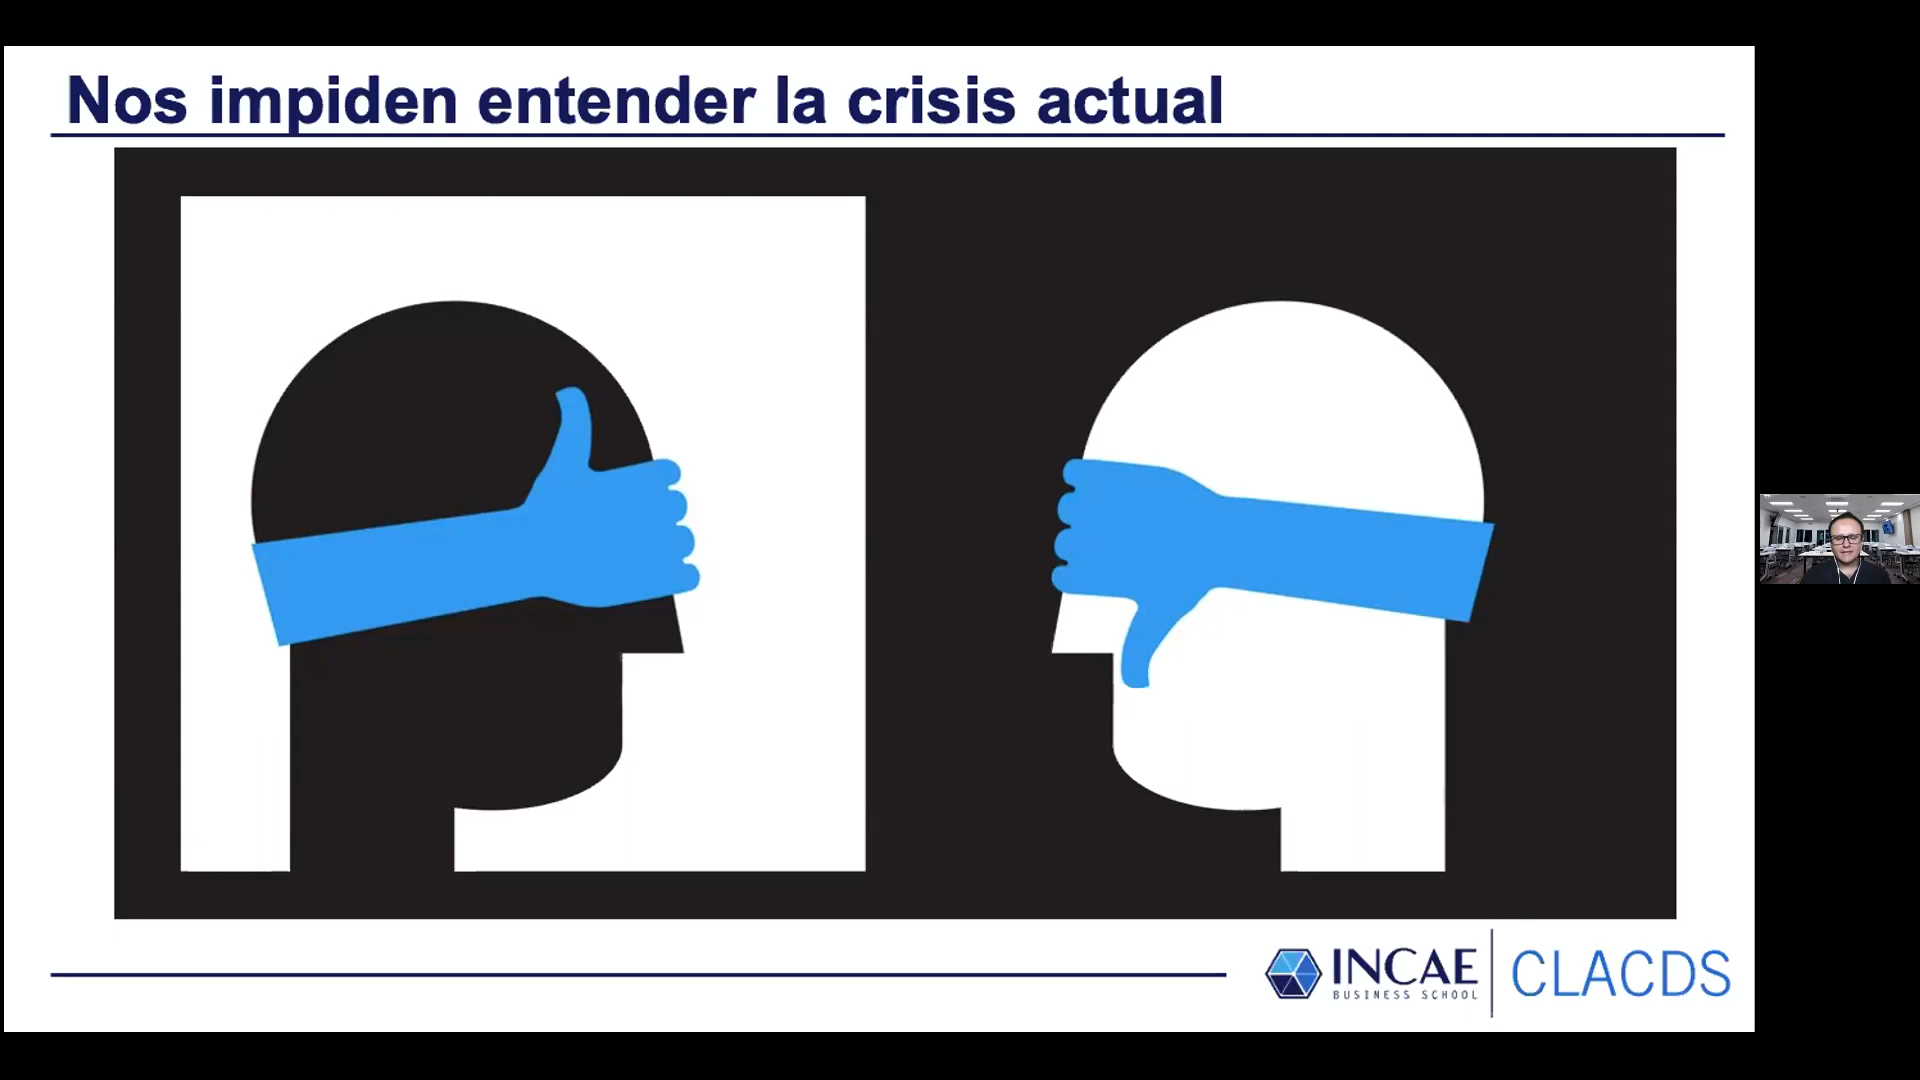 Nos impiden entender la crisis actual
INCAE
BUSINESS SCHOOL
CLACDS